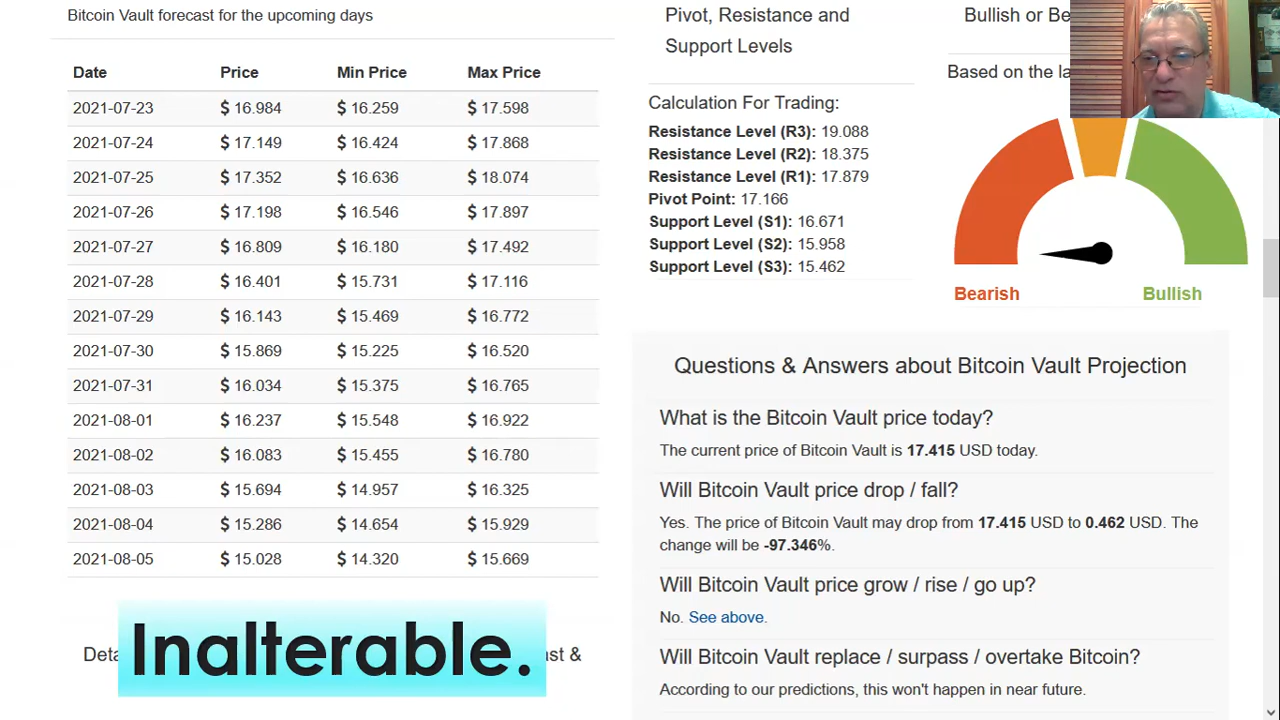 Bitcoin Vault forecast for the upcoming days
Date Price Min Price Max Price
2021-07-23 $ 16.984 $ 16.259 $ 17.598
2021-07-24 $ 17.149 $ 16.424 $ 17.868
2021-07-25 $ 17.352 $ 16.636 $ 18.074
2021-07-26 $ 17.198 $ 16.546 $ 17.897
2021-07-27 $ 16.809 $ 16.180 $ 17.492
2021-07-28 $ 16.401 $ 15.731 $ 17.116
2021-07-29 $ 16.143 $ 15.469 $ 16.772
2021-07-30 $ 15.869 $ 15.225 $ 16.520
2021-07-31 $ 16.034 $ 15.375 $ 16.765
2021-08-01 $ 16.237 $ 15.548 $ 16.922
2021-08-02 $ 16.083 $ 15.455 $ 16.780
2021-08-03 $ 15.694 $ 14.957 $ 16.325
2021-08-04 $ 15.286 $ 14.654 $ 15.929
2021-08-05 $ 15.028 $ 14.320 $ 15.669
Inalterable.
Pivot, Resistance and
Support Levels
Calculation For Trading:
Resistance Level (R3): 19.088
Resistance Level (R2): 18.375
Resistance Level (R1): 17.879
Pivot Point: 17.166
Support Level (S1): 16.671
Support Level (S2): 15.958
Support Level (S3): 15.462
Bullish or
Based on the
Bearish Bullish
Questions & Answers about Bitcoin Vault Projection
What is the Bitcoin Vault price today?
The current price of Bitcoin Vault is 17.415 USD today.
Will Bitcoin Vault price drop / fall?
Yes. The price of Bitcoin Vault may drop from 17.415 USD to 0.462 USD. The
change will be -97.346%.
Will Bitcoin Vault price grow / rise / go up?
No. See above.
Will Bitcoin Vault replace / surpass / overtake Bitcoin?
According to our predictions, this won't happen in near future.